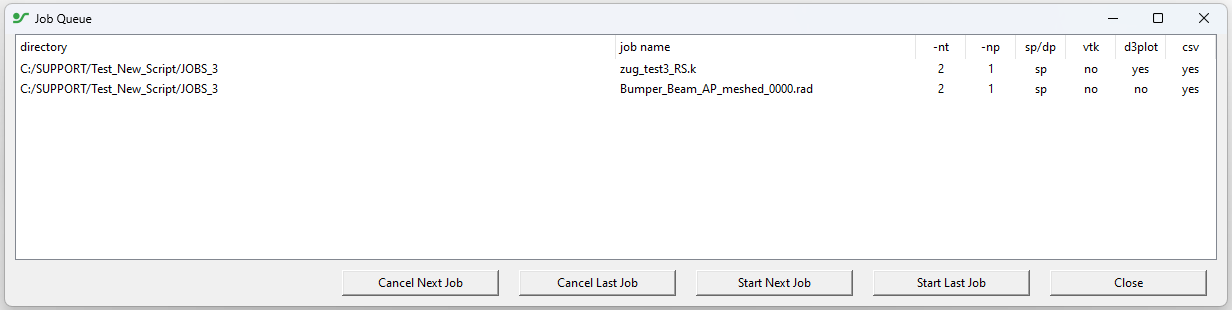 Job Queue
directory job name -nt -np sp/dp vtk d3plot csv
C:/SUPPORT/Test_New_Script/JOBS_3 zug_test3_RS.k 2 1 sp no yes yes
C:/SUPPORT/Test_New_Script/JOBS_3 Bumper_Beam_AP_meshed_0000.rad 2 1 sp no no yes
Cancel Next Job Cancel Last Job Start Next Job Start Last Job Close